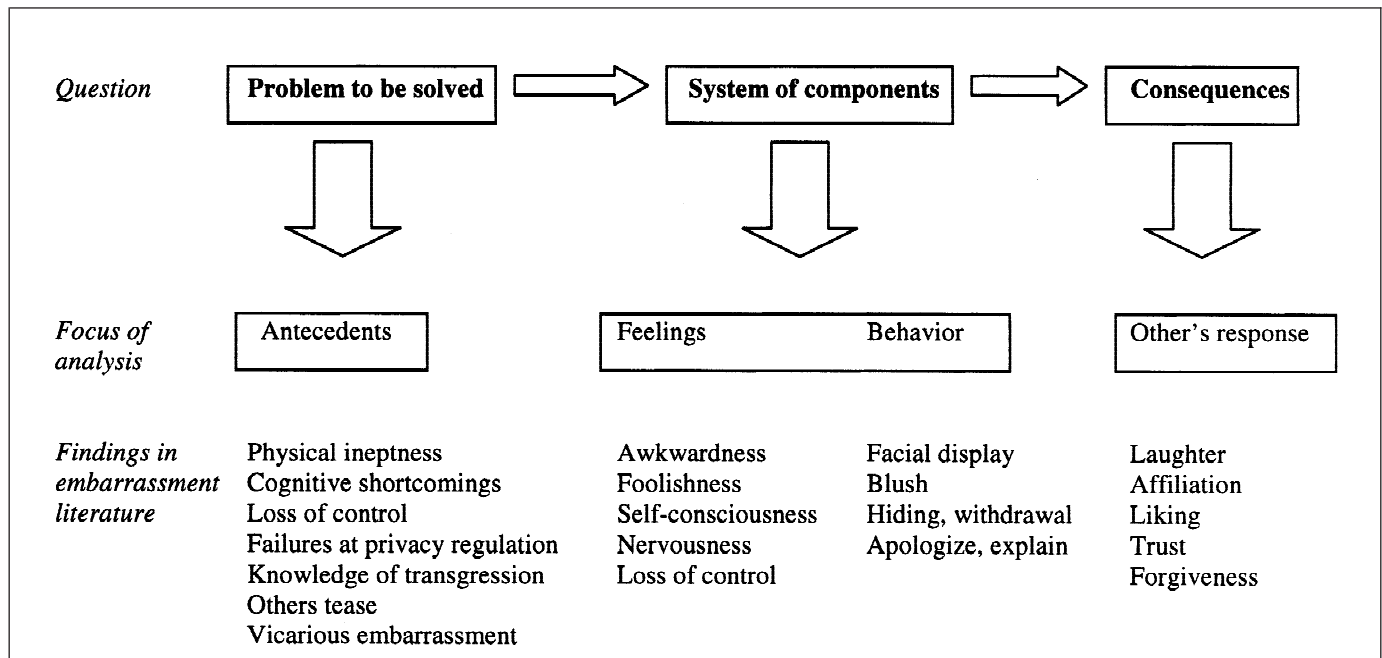 Question
Problem to be solved
System of components
Consequences
Focus of
analysis
Antecedents
Feelings
Behavior
Other's response
Findings in
embarrassment
literature
Physical ineptness
Cognitive shortcomings
Loss of control
Failures at privacy regulation
Knowledge of transgression
Others tease
Vicarious embarrassment
Awkwardness
Foolishness
Self-consciousness
Nervousness
Loss of control
Facial display
Blush
Hiding, withdrawal
Apologize, explain
Laughter
Affiliation
Liking
Trust
Forgiveness